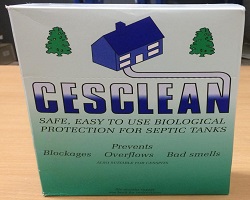 CESCLEAN
SAFE, EASY TO USE BIOLOGICAL
PROTECTION FOR SEPTIC TANKS
Prevents
Blockages Overflows Bad smells